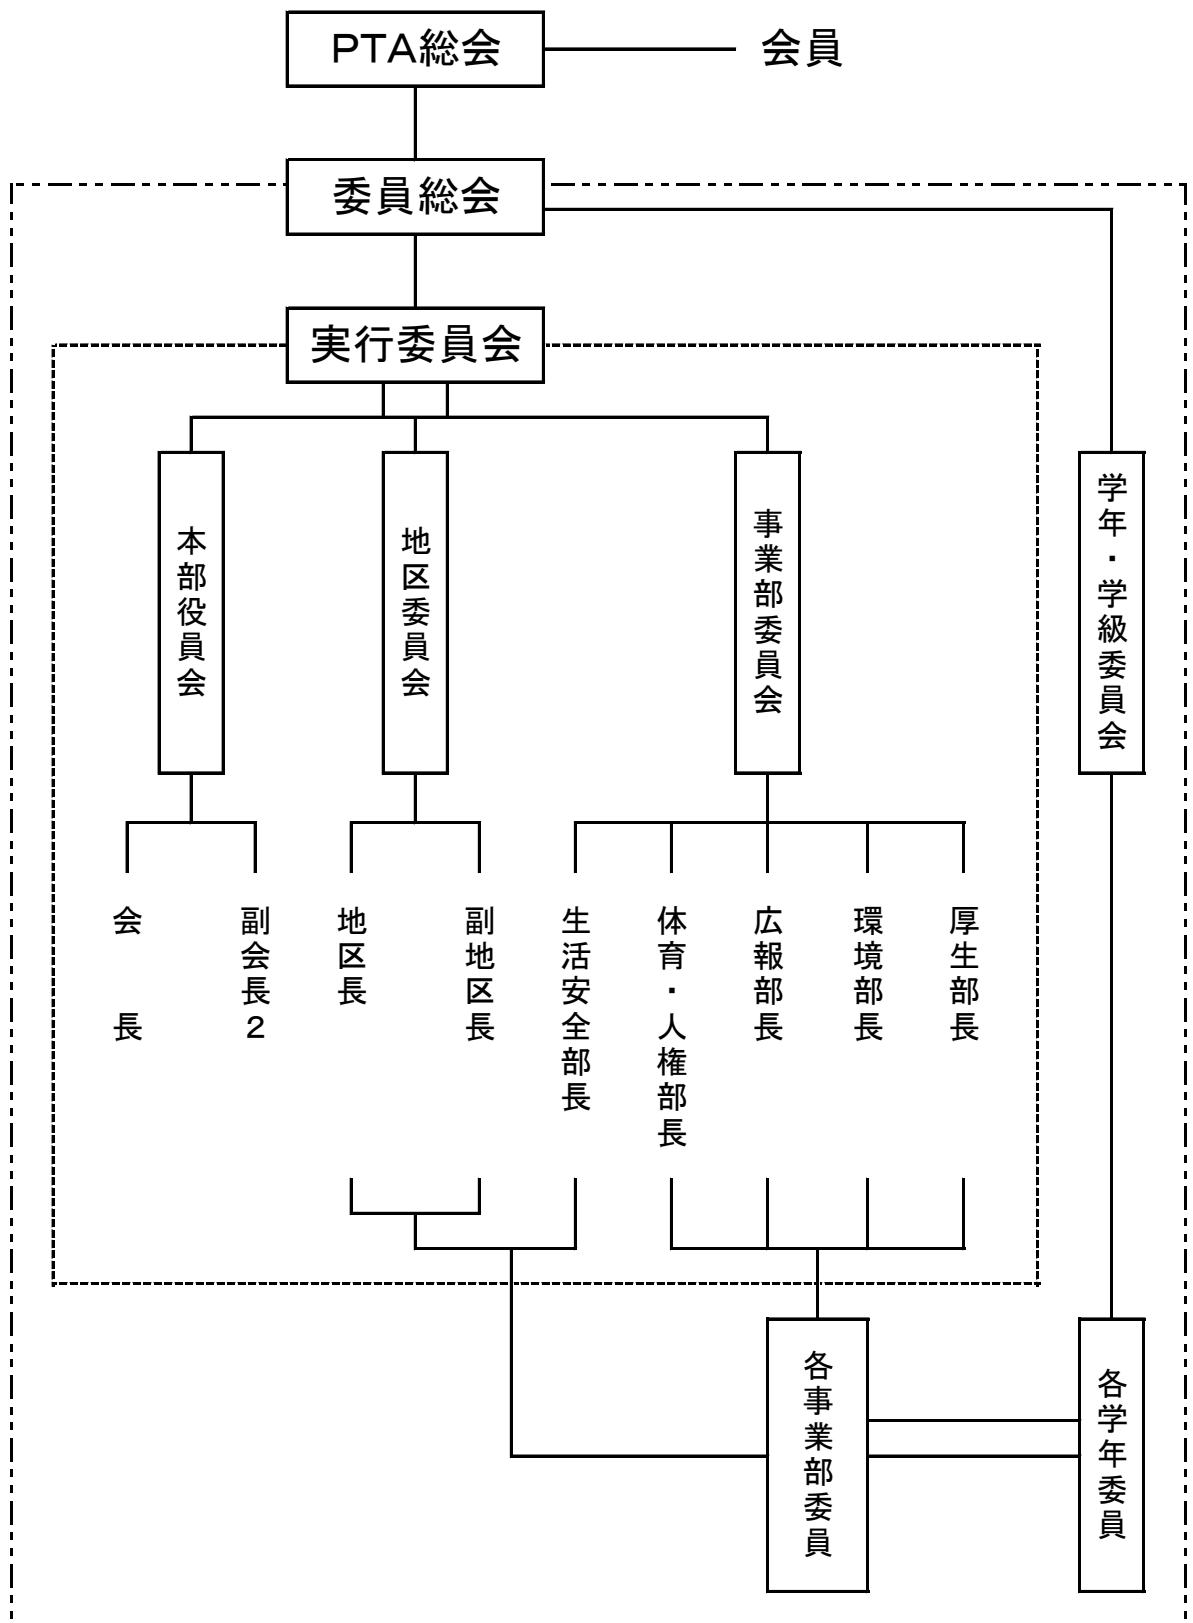 PTA総会
会員
委員総会
実行委員会
本部役員会
地区委員会
事業部委員会
学年・学級委員会
会長
副会長２
地区長
副地区長
生活安全部長
体育・人権部長
広報部長
環境部長
厚生部長
各事業部委員
各学年委員